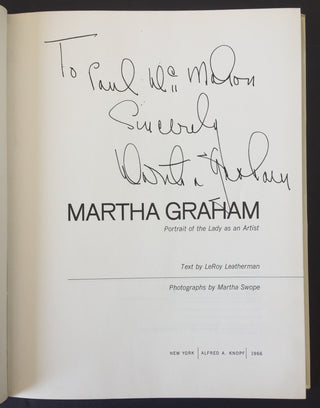 To Paul McMahon
Sincerely
Martha Graham
MARTHA GRAHAM
Portrait of the Lady as an Artist
Text by LeRoy Leatherman
Photographs by Martha Swope
NEW YORK | ALFRED A. KNOPF | 1966